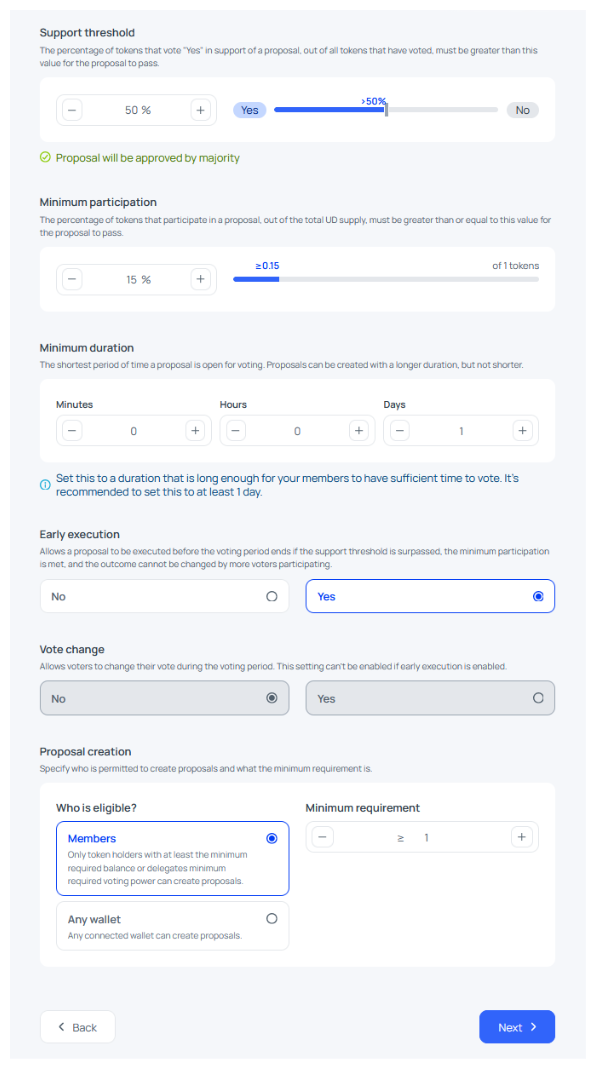 Support threshold
The percentage of tokens that vote "Yes" in support of a proposal, out of all tokens that have voted, must be greater than this
value for the proposal to pass.
>50%
− 50 % + Yes No
Proposal will be approved by majority
Minimum participation
The percentage of tokens that participate in a proposal, out of the total UD supply, must be greater than or equal to this value for
the proposal to pass.
≥0.15 of 1 tokens
− 15 % +
Minimum duration
The shortest period of time a proposal is open for voting. Proposals can be created with a longer duration, but not shorter.
Minutes Hours Days
− 0 + − 0 + − 1 +
Set this to a duration that is long enough for your members to have sufficient time to vote. It's
recommended to set this to at least 1 day.
Early execution
Allows a proposal to be executed before the voting period ends if the support threshold is surpassed, the minimum participation
is met, and the outcome cannot be changed by more voters participating.
No Yes
Vote change
Allows voters to change their vote during the voting period. This setting can't be enabled if early execution is enabled.
No Yes
Proposal creation
Specify who is permitted to create proposals and what the minimum requirement is.
Who is eligible? Minimum requirement
Members
Only token holders with at least the minimum
required balance or delegates minimum
required voting power can create proposals.
− ≥ 1 +
Any wallet
Any connected wallet can create proposals.
Back Next